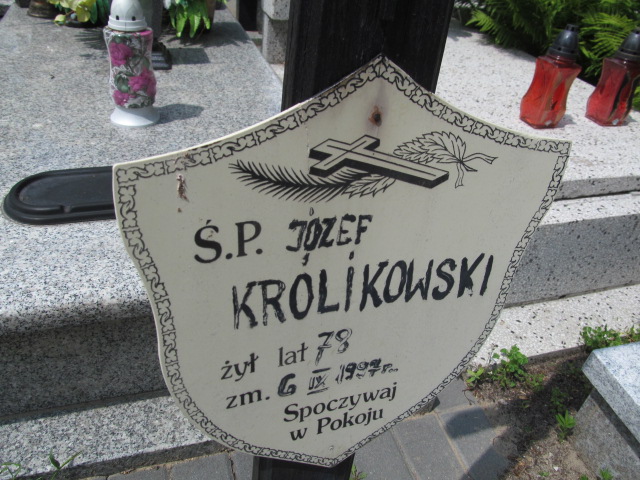 Ś.P. JÓZEF
KRÓLIKOWSKI
żył lat 78
zm. 6 IX 1997r.
Spoczywaj
w Pokoju